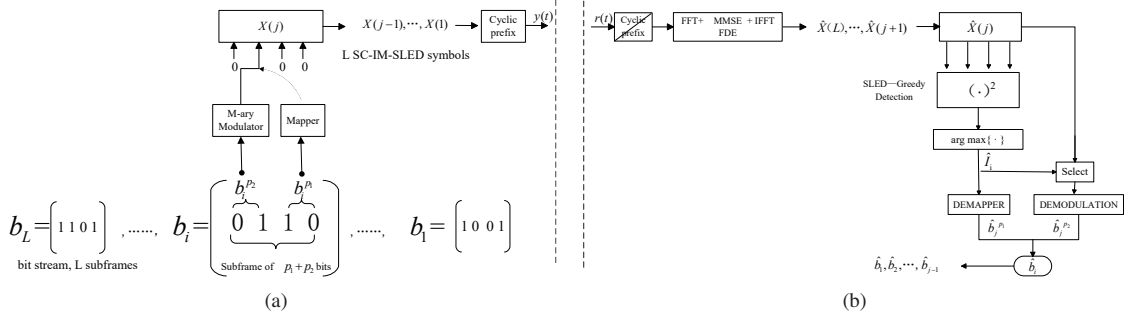 X(j)
X(j−1),⋯, X(1)
Cyclic prefix
y(t)
0 0 0
L SC-IM-SLED symbols
M-ary Modulator
Mapper
b_i^{p_2} b_i^{p_1}
b_L = [1 1 0 1] , ……, b_i = [0 1 1 0] , ……, b_1 = [1 0 0 1]
bit stream, L subframes
Subframe of p_1+p_2 bits
(a)
r(t)
Cyclic prefix
FFT+ MMSE + IFFT
FDE
X̂(L),⋯, X̂(j+1)
X̂(j)
SLED—Greedy
Detection
(.)^2
arg max{ · }
Î_i
Select
DEMAPPER
DEMODULATION
b̂_j^{p_1} b̂_j^{p_2}
b̂_1, b̂_2, ⋯, b̂_{j−1}
b̂_i
(b)